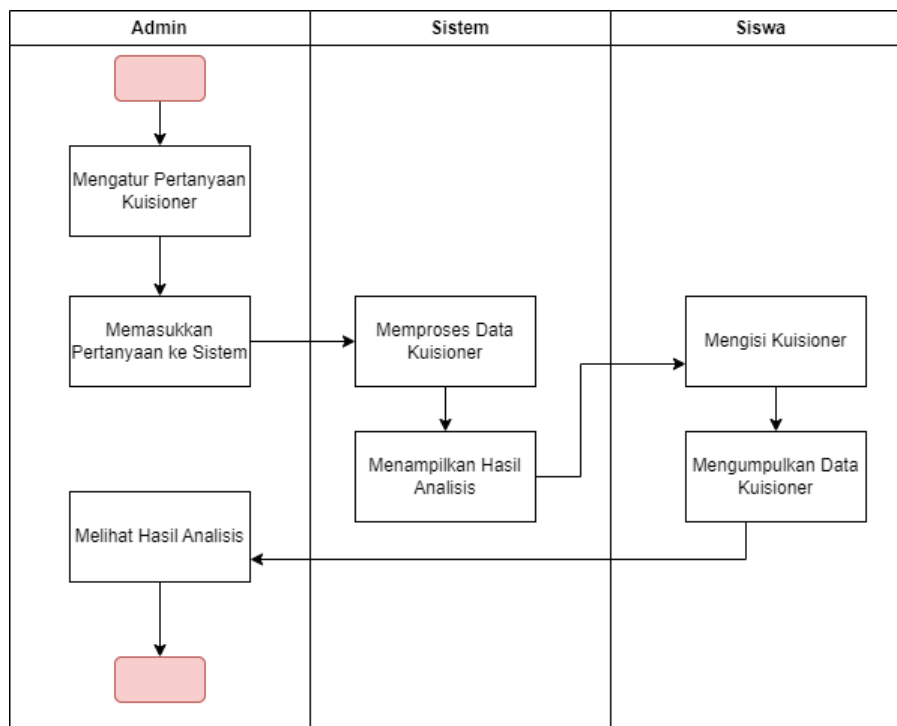 Admin
Sistem
Siswa
Mengatur Pertanyaan
Kuisioner
Memasukkan
Pertanyaan ke Sistem
Memproses Data
Kuisioner
Mengisi Kuisioner
Menampilkan Hasil
Analisis
Mengumpulkan Data
Kuisioner
Melihat Hasil Analisis